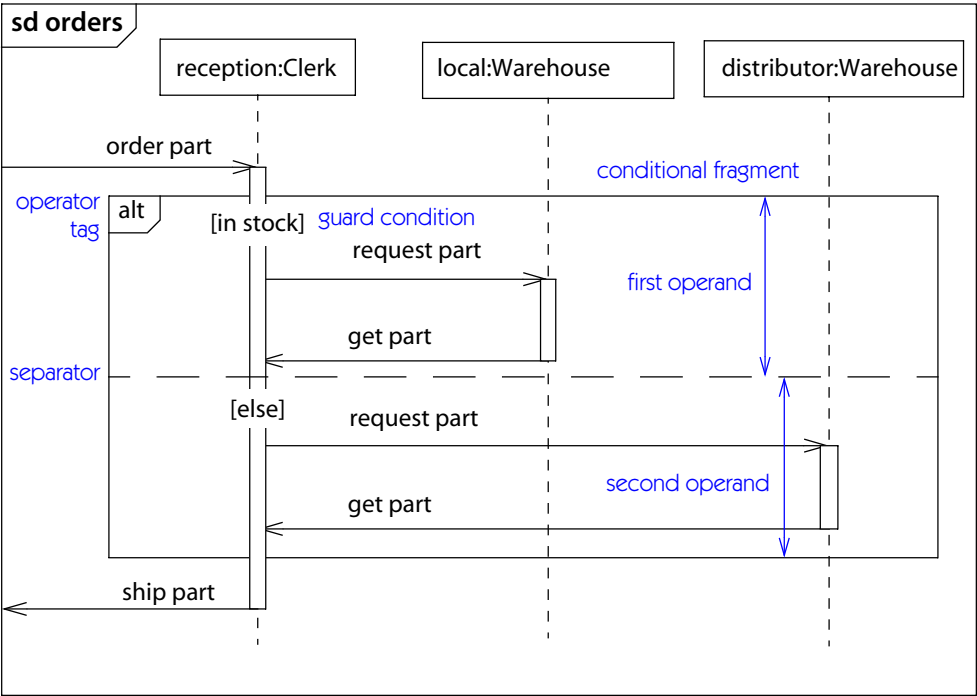 sd orders
reception:Clerk
local:Warehouse
distributor:Warehouse
order part
conditional fragment
operator
tag
alt
[in stock]
guard condition
request part
first operand
get part
separator
[else]
request part
second operand
get part
ship part